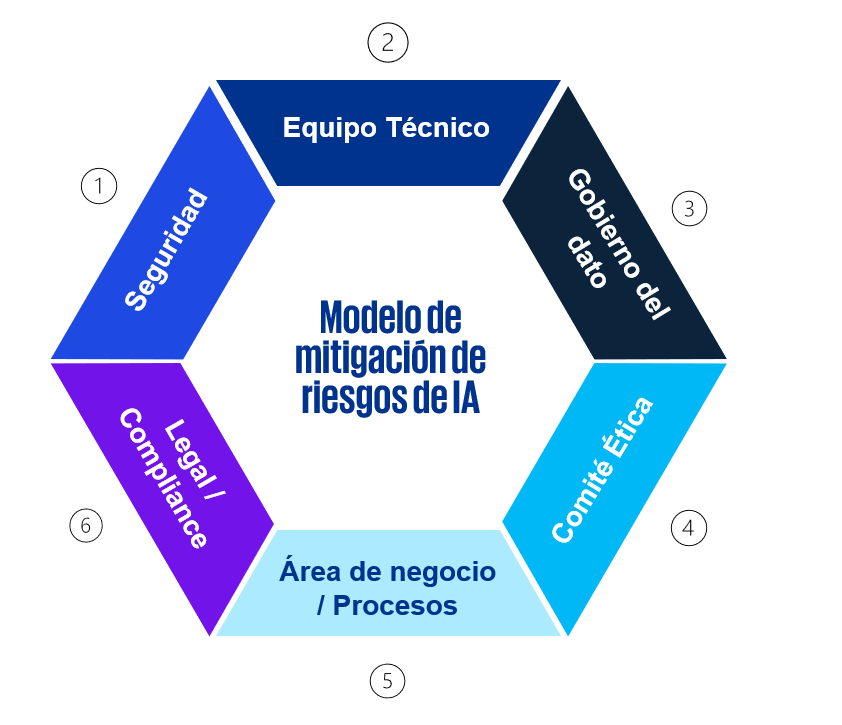 2
Equipo Técnico
1
Seguridad
Gobierno del
dato
3
Modelo de
mitigación de
riesgos de IA
Legal /
Compliance
6
Comité Ética
4
Área de negocio
/ Procesos
5